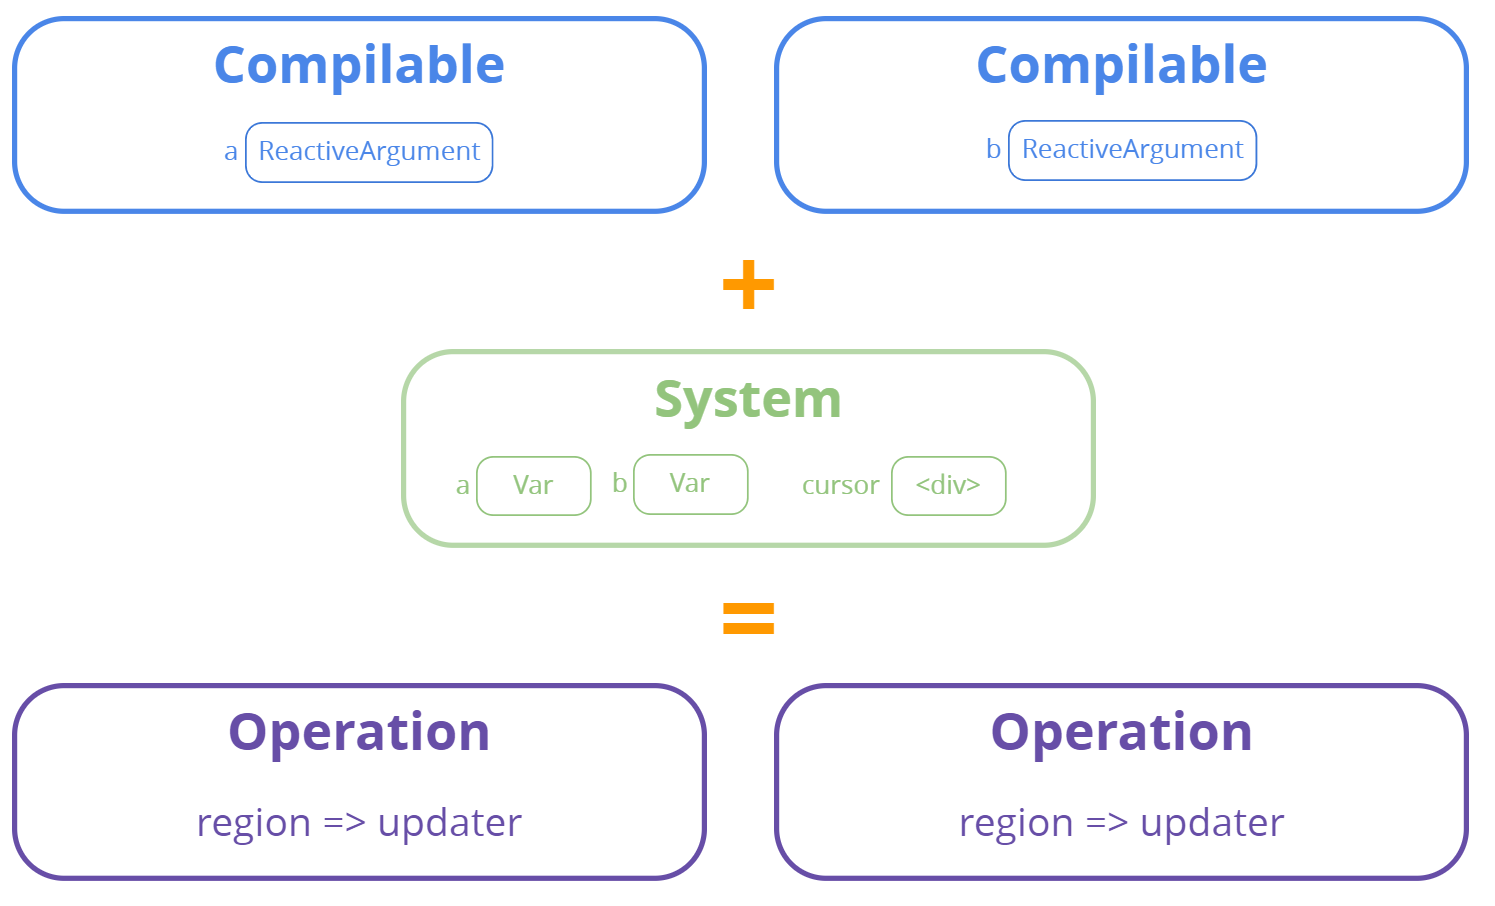 Compilable
a ReactiveArgument
Compilable
b ReactiveArgument
+
System
a Var b Var cursor <div>
=
Operation
region => updater
Operation
region => updater